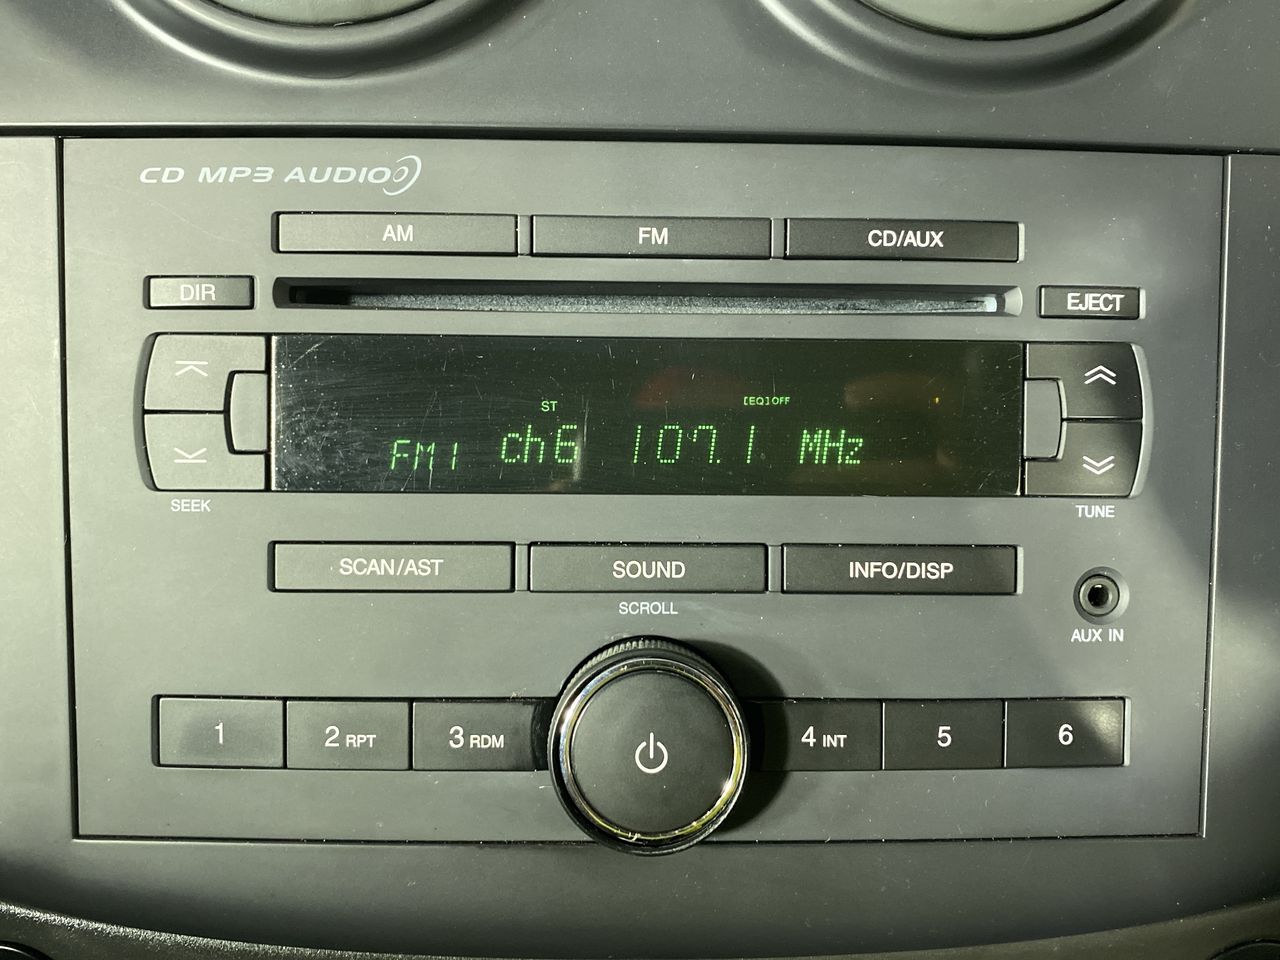 CD MP3 AUDIO
AM FM CD/AUX
DIR EJECT
ST [EQ]OFF
FM1 ch6 107.1 MHz
SEEK TUNE
SCAN/AST SOUND INFO/DISP
SCROLL
AUX IN
1 2 RPT 3 RDM 4 INT 5 6